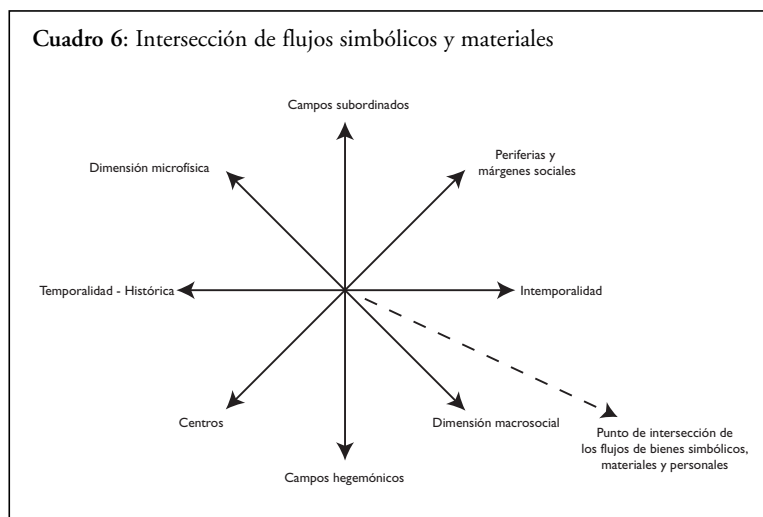 Cuadro 6: Intersección de flujos simbólicos y materiales
Campos subordinados
Periferias y
márgenes sociales
Dimensión microfísica
Temporalidad - Histórica
Intemporalidad
Centros
Dimensión macrosocial
Punto de intersección de
los flujos de bienes simbólicos,
materiales y personales
Campos hegemónicos